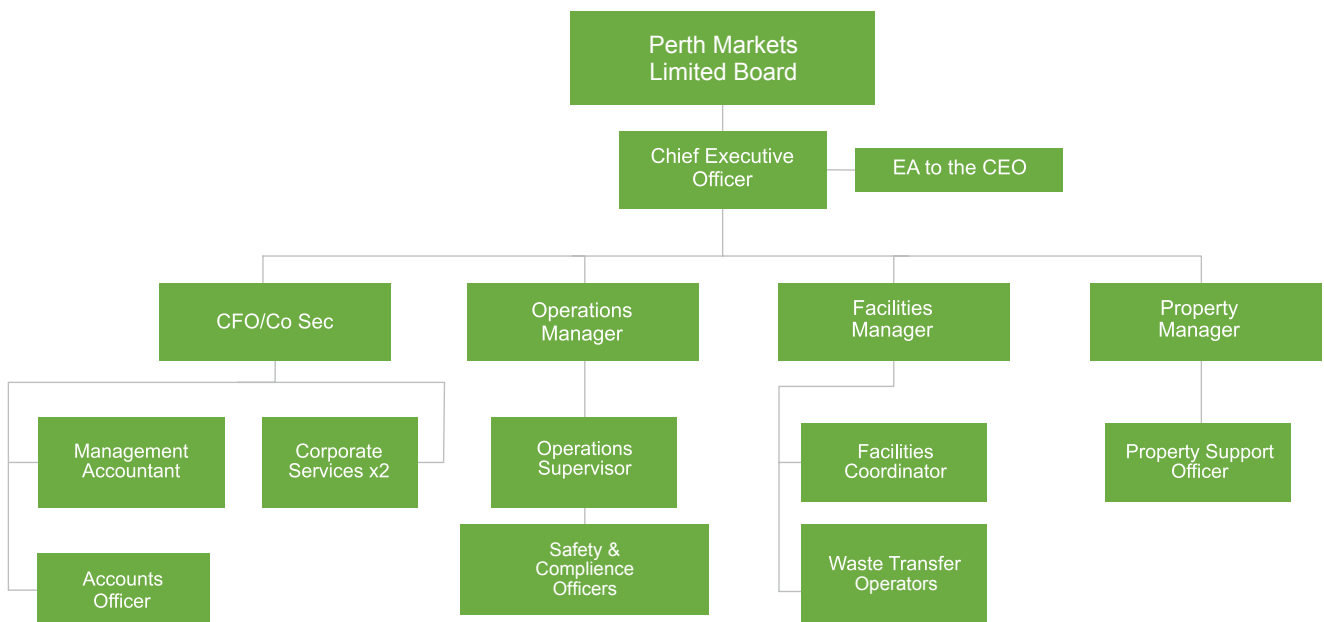 Perth Markets
Limited Board
Chief Executive
Officer
EA to the CEO
CFO/Co Sec
Operations
Manager
Facilities
Manager
Property
Manager
Management
Accountant
Corporate
Services x2
Operations
Supervisor
Facilities
Coordinator
Property Support
Officer
Accounts
Officer
Safety &
Complience
Officers
Waste Transfer
Operators